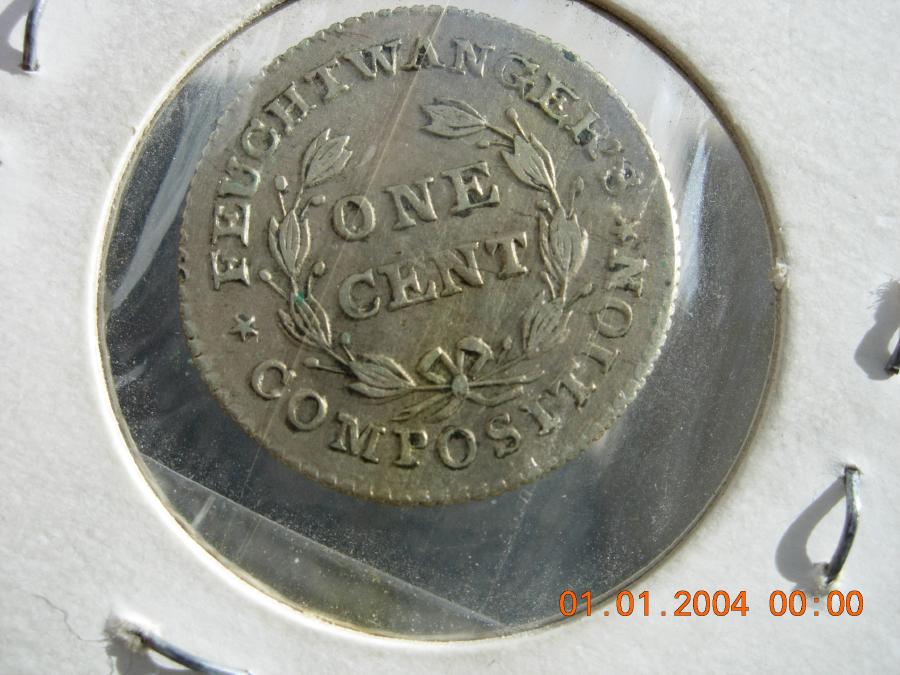 FEUCHTWANGER'S
ONE
CENT
COMPOSITION
01.01.2004 00:00